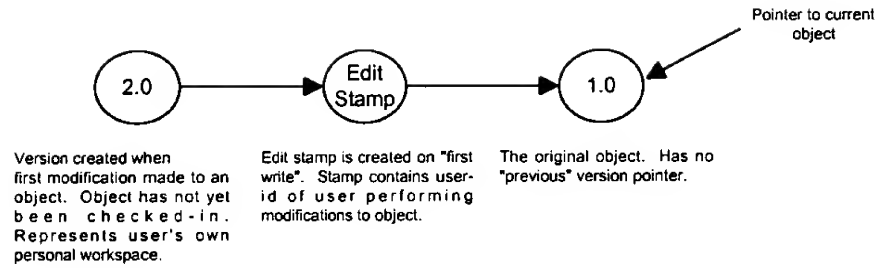 Pointer to current
object
2.0
Edit
Stamp
1.0
Version created when
first modification made to an
object. Object has not yet
been checked-in.
Represents user's own
personal workspace.
Edit stamp is created on "first
write". Stamp contains user-
id of user performing
modifications to object.
The original object. Has no
"previous" version pointer.